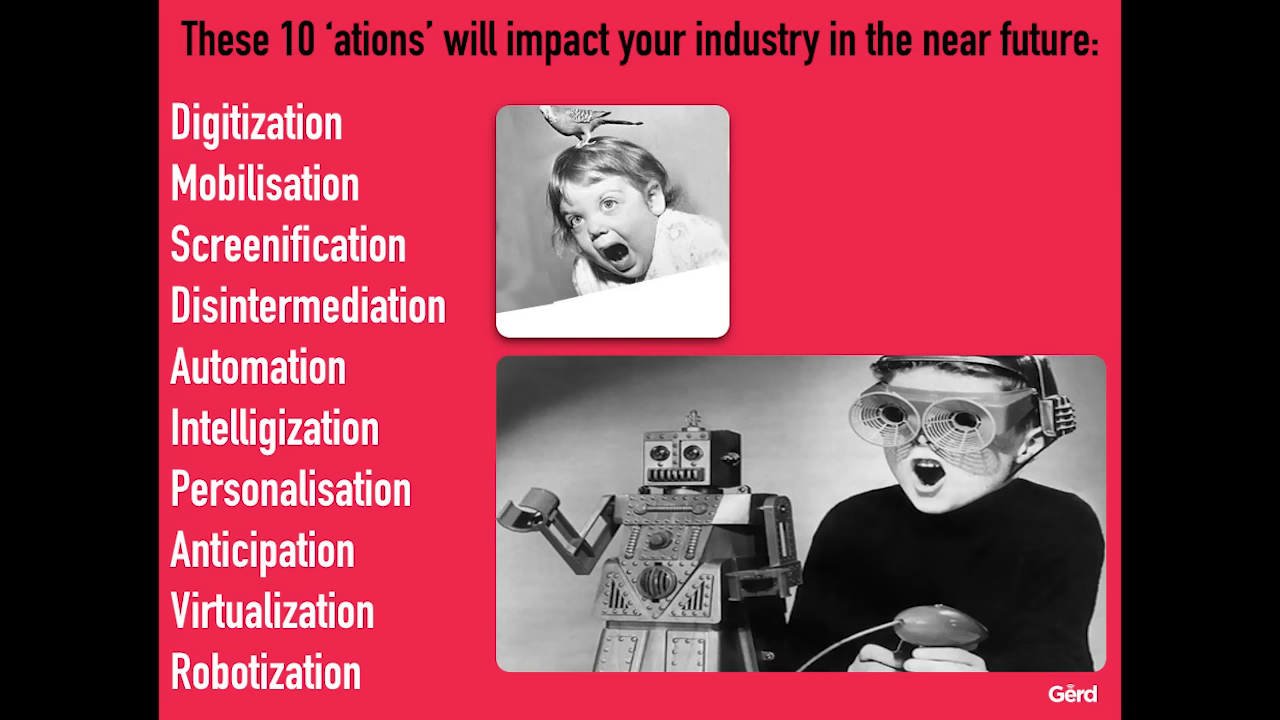 These 10 ‘ations’ will impact your industry in the near future:
Digitization
Mobilisation
Screenification
Disintermediation
Automation
Intelligization
Personalisation
Anticipation
Virtualization
Robotization
Gerd